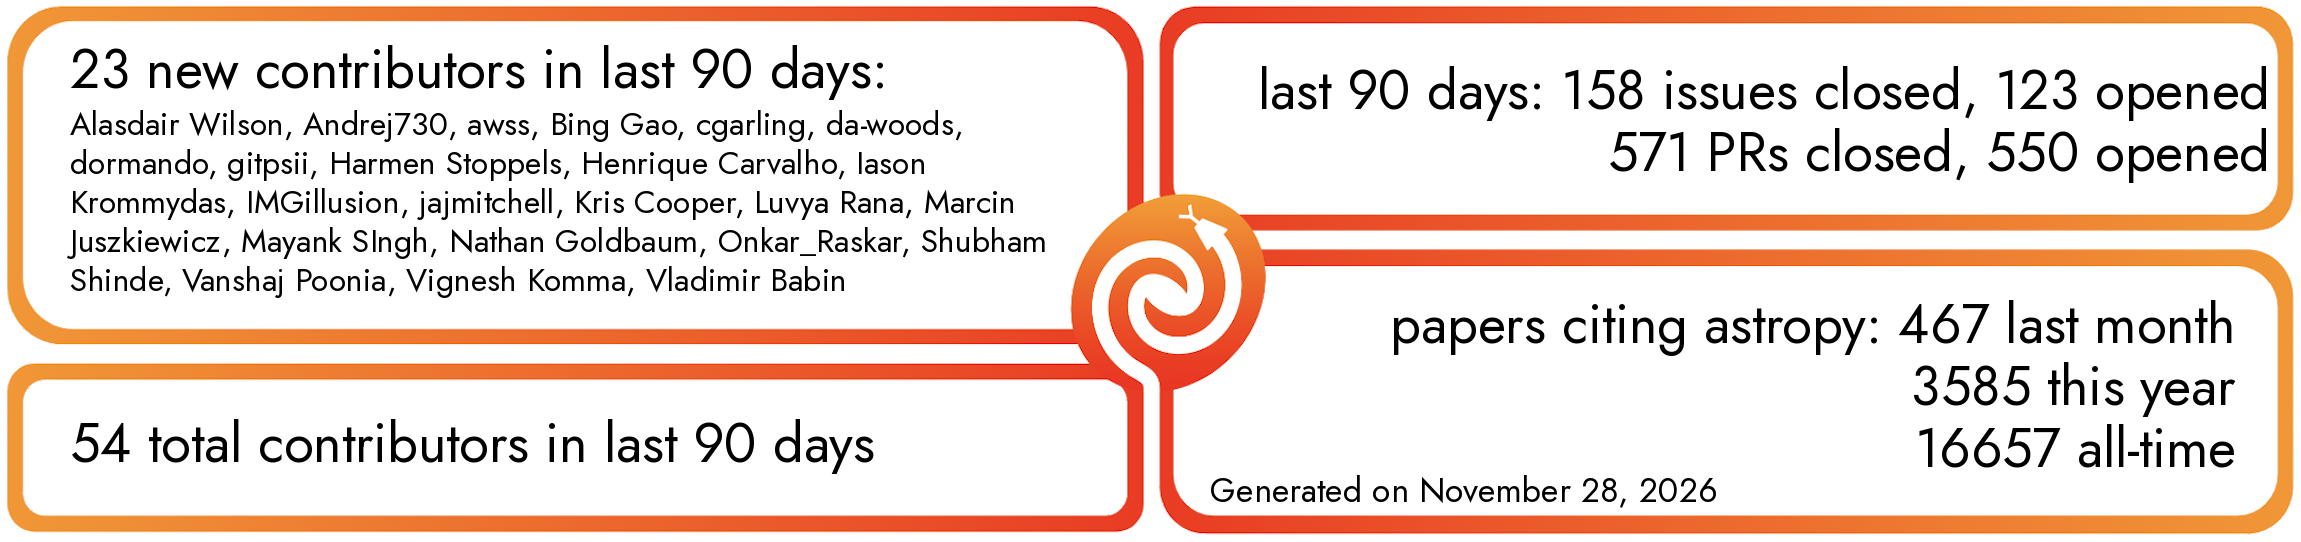 23 new contributors in last 90 days:
Alasdair Wilson, Andrej730, awss, Bing Gao, cgarling, da-woods,
dormando, gitpsii, Harmen Stoppels, Henrique Carvalho, Iason
Krommydas, IMGillusion, jajmitchell, Kris Cooper, Luvya Rana, Marcin
Juszkiewicz, Mayank SIngh, Nathan Goldbaum, Onkar_Raskar, Shubham
Shinde, Vanshaj Poonia, Vignesh Komma, Vladimir Babin
54 total contributors in last 90 days
last 90 days: 158 issues closed, 123 opened
571 PRs closed, 550 opened
papers citing astropy: 467 last month
3585 this year
16657 all-time
Generated on November 28, 2026